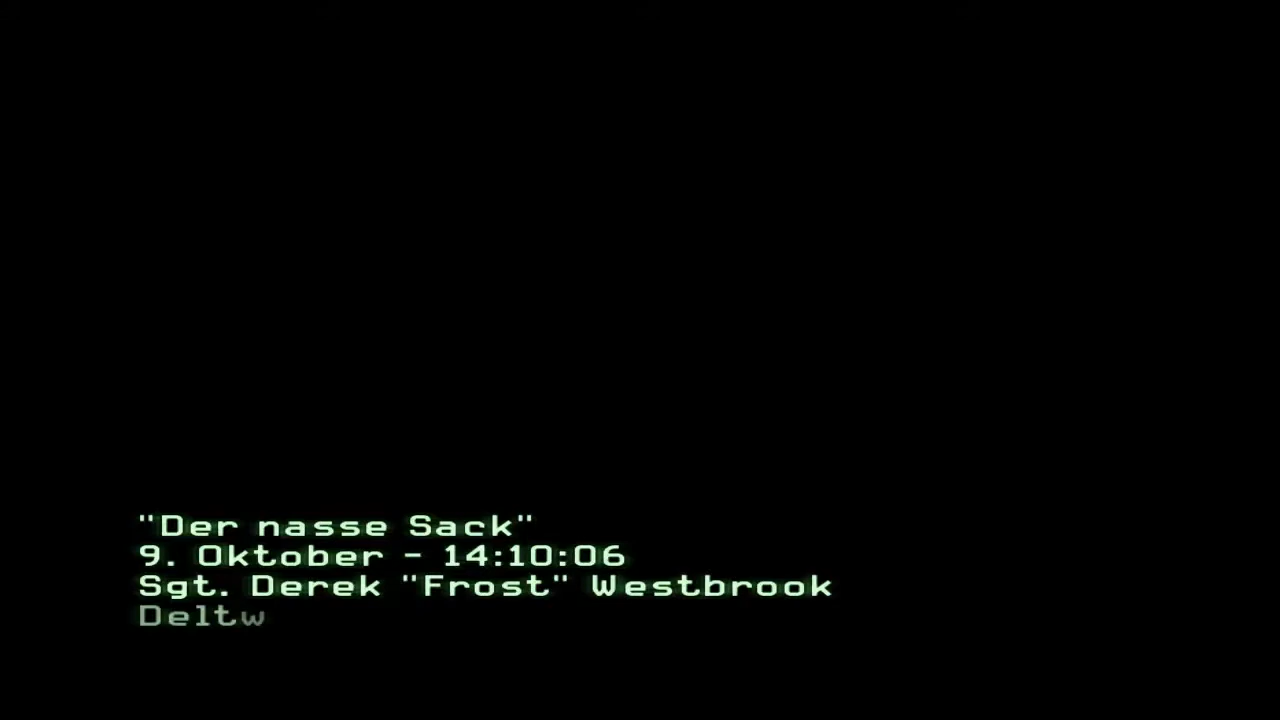 "Der nasse Sack"
9. Oktober - 14:10:06
Sgt. Derek "Frost" Westbrook
Deltw